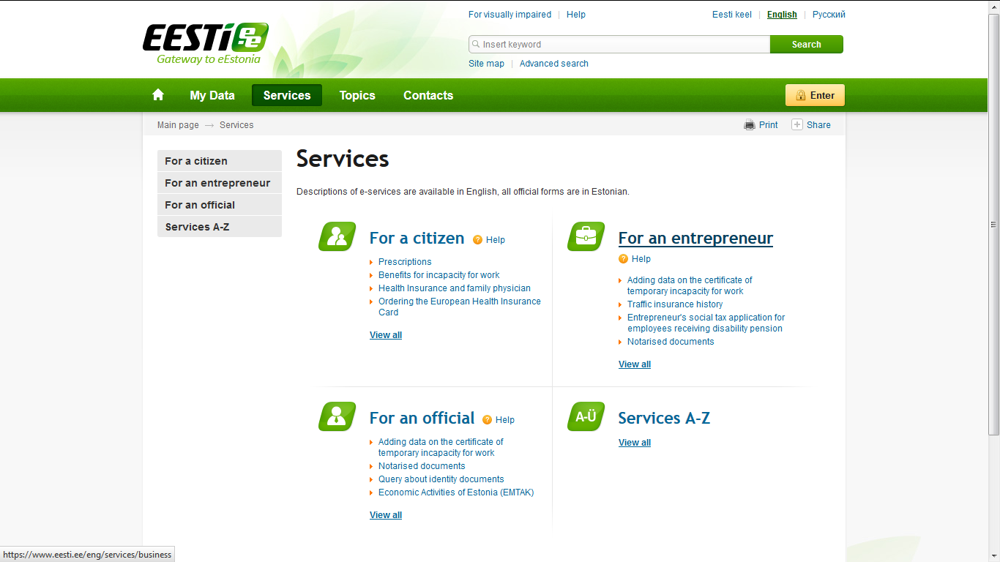 For visually impaired | Help
Eesti keel | English | Русский
EESTi e.e
Gateway to eEstonia
Insert keyword
Search
Site map | Advanced search
My Data
Services
Topics
Contacts
Enter
Main page → Services
Print
Share
For a citizen
For an entrepreneur
For an official
Services A-Z
Services
Descriptions of e-services are available in English, all official forms are in Estonian.
For a citizen
? Help
Prescriptions
Benefits for incapacity for work
Health Insurance and family physician
Ordering the European Health Insurance
Card
View all
For an entrepreneur
? Help
Adding data on the certificate of
temporary incapacity for work
Traffic insurance history
Entrepreneur's social tax application for
employees receiving disability pension
Notarised documents
View all
For an official
? Help
Adding data on the certificate of
temporary incapacity for work
Notarised documents
Query about identity documents
Economic Activities of Estonia (EMTAK)
View all
A-Ü
Services A-Z
View all
https://www.eesti.ee/eng/services/business